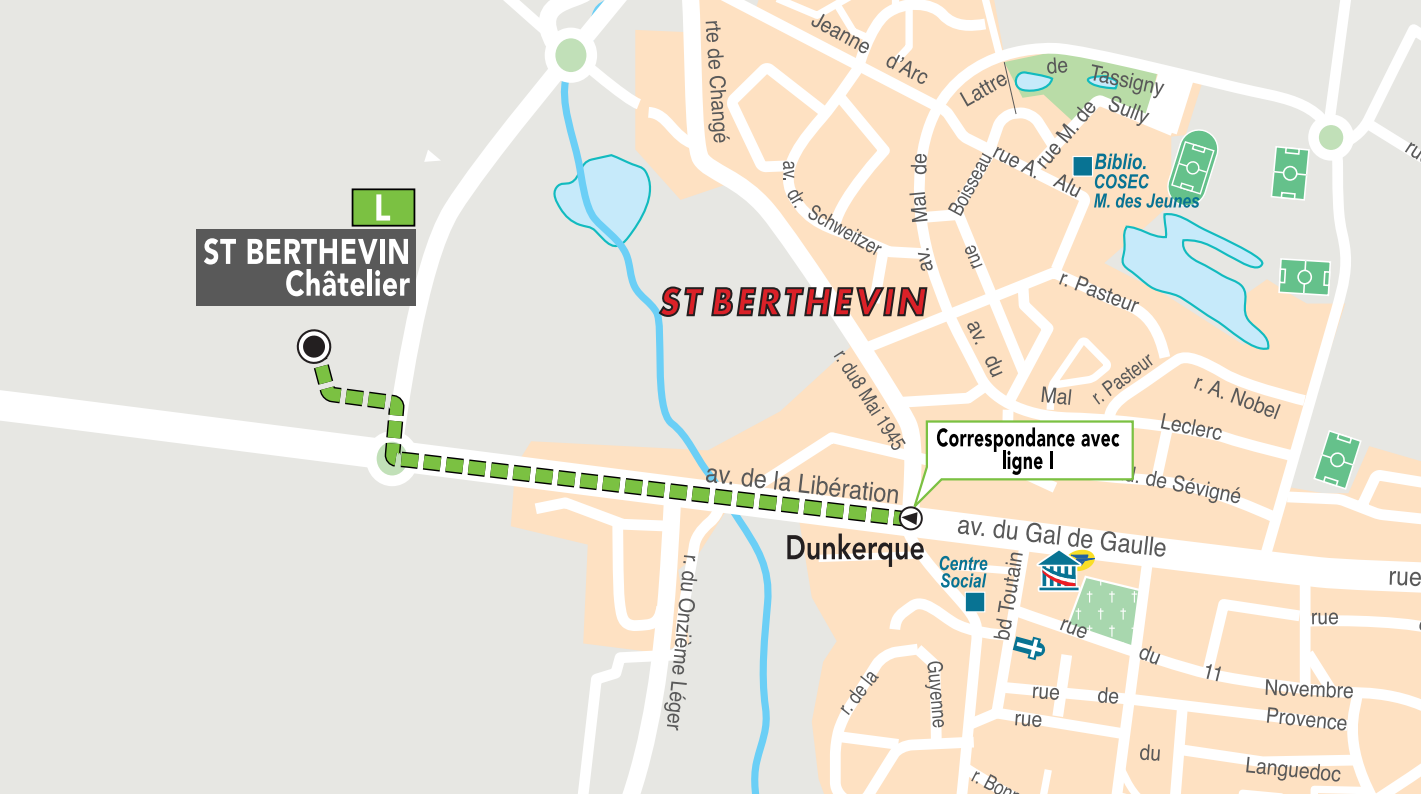 Jeanne
d'Arc
rte de Changé
Lattre
de
Tassigny
Sully
rue M. de
rue A.
Alu
Biblio.
COSEC
M. des Jeunes
Boisseau
rue
av. Mal de
av. dr. Schweitzer
L
ST BERTHEVIN
Châtelier
ST BERTHEVIN
r. Pasteur
av. du
Mal
Leclerc
r. Pasteur
r. A. Nobel
r. du8 Mai 1945
Correspondance avec
ligne I
de Sévigné
av. de la Libération
av. du Gal de Gaulle
Dunkerque
Centre
Social
bd Toutain
rue
rue
rue
du
11
Novembre
r. du Onzième Léger
r. de la
Guyenne
rue
de
Provence
rue
du
Languedoc